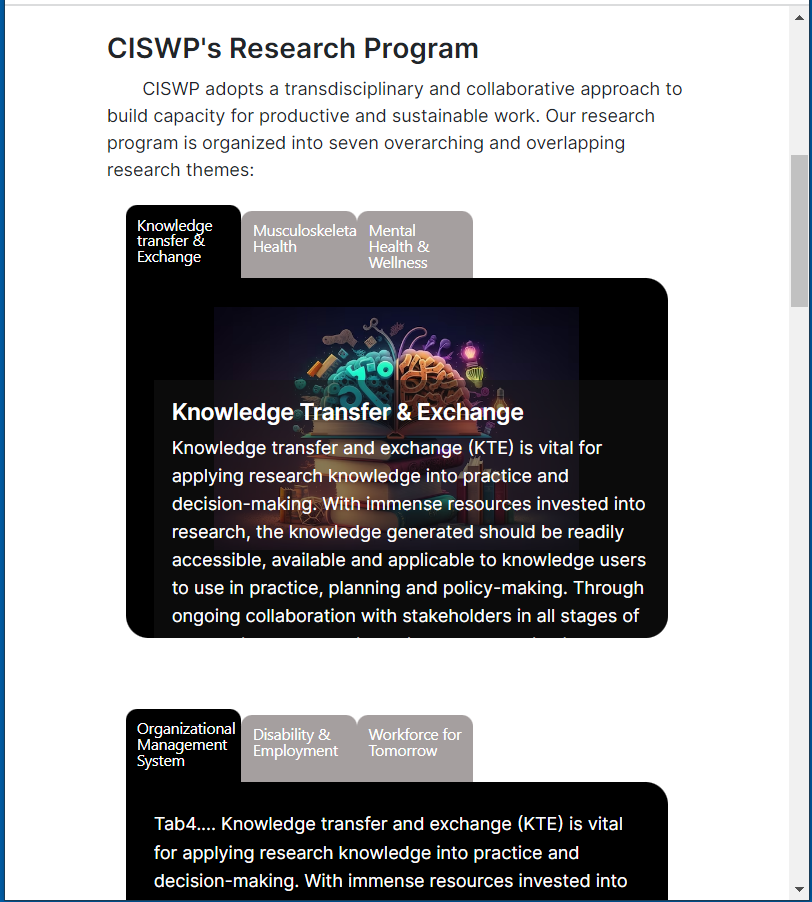 CISWP's Research Program
CISWP adopts a transdisciplinary and collaborative approach to
build capacity for productive and sustainable work. Our research
program is organized into seven overarching and overlapping
research themes:
Knowledge
transfer &
Exchange
Musculoskeleta
Health
Mental
Health &
Wellness
Knowledge Transfer & Exchange
Knowledge transfer and exchange (KTE) is vital for
applying research knowledge into practice and
decision-making. With immense resources invested into
research, the knowledge generated should be readily
accessible, available and applicable to knowledge users
to use in practice, planning and policy-making. Through
ongoing collaboration with stakeholders in all stages of
Organizational
Management
System
Disability &
Employment
Workforce for
Tomorrow
Tab4.... Knowledge transfer and exchange (KTE) is vital
for applying research knowledge into practice and
decision-making. With immense resources invested into